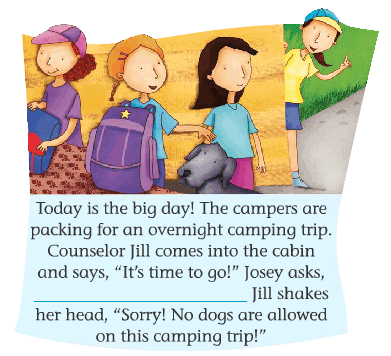 Today is the big day! The campers are
packing for an overnight camping trip.
Counselor Jill comes into the cabin
and says, “It’s time to go!” Josey asks,
_________________________ Jill shakes
her head, “Sorry! No dogs are allowed
on this camping trip!”